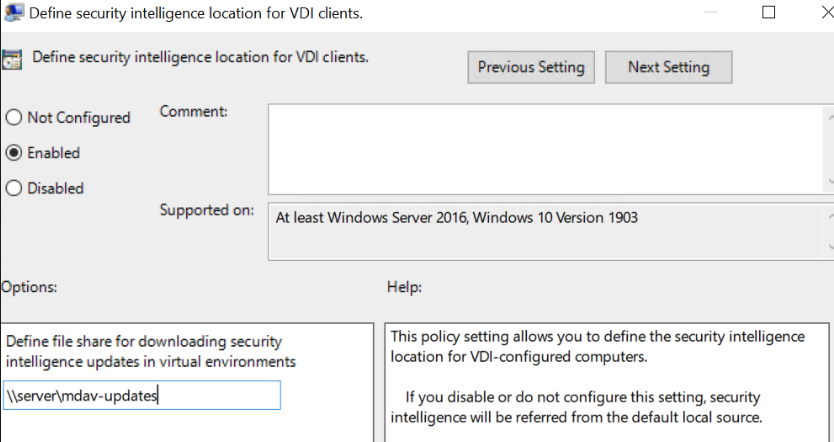 Define security intelligence location for VDI clients.
Define security intelligence location for VDI clients.
Previous Setting
Next Setting
Not Configured
Comment:
Enabled
Disabled
Supported on:
At least Windows Server 2016, Windows 10 Version 1903
Options:
Help:
Define file share for downloading security
intelligence updates in virtual environments
\\server\mdav-updates
This policy setting allows you to define the security intelligence
location for VDI-configured computers.
If you disable or do not configure this setting, security
intelligence will be referred from the default local source.